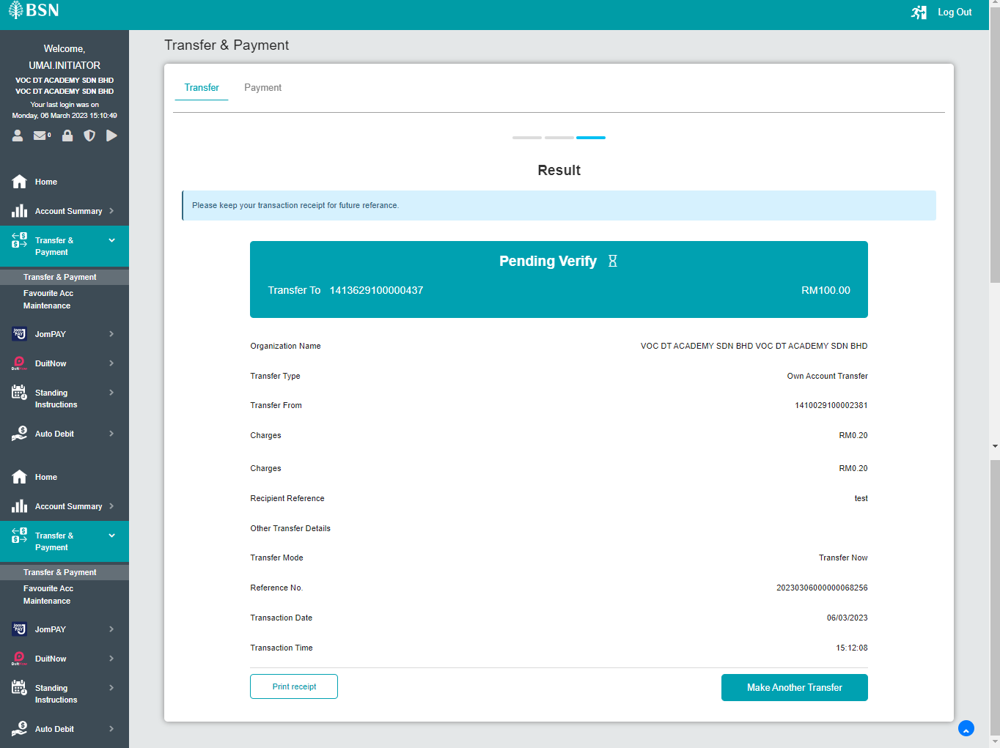 BSN
Log Out
Welcome,
UMAI.INITIATOR
VOC DT ACADEMY SDN BHD
VOC DT ACADEMY SDN BHD
Your last login was on
Monday, 06 March 2023 15:10:49
0
Home
Account Summary
Transfer &
Payment
Transfer & Payment
Favourite Acc
Maintenance
JomPAY
DuitNow
Standing
Instructions
Auto Debit
Home
Account Summary
Transfer &
Payment
Transfer & Payment
Favourite Acc
Maintenance
JomPAY
DuitNow
Standing
Instructions
Auto Debit
Transfer & Payment
Transfer Payment
Result
Please keep your transaction receipt for future referance.
Pending Verify
Transfer To 1413629100000437 RM100.00
Organization Name VOC DT ACADEMY SDN BHD VOC DT ACADEMY SDN BHD
Transfer Type Own Account Transfer
Transfer From 1410029100002381
Charges RM0.20
Charges RM0.20
Recipient Reference test
Other Transfer Details
Transfer Mode Transfer Now
Reference No. 20230306000000068256
Transaction Date 06/03/2023
Transaction Time 15:12:08
Print receipt Make Another Transfer